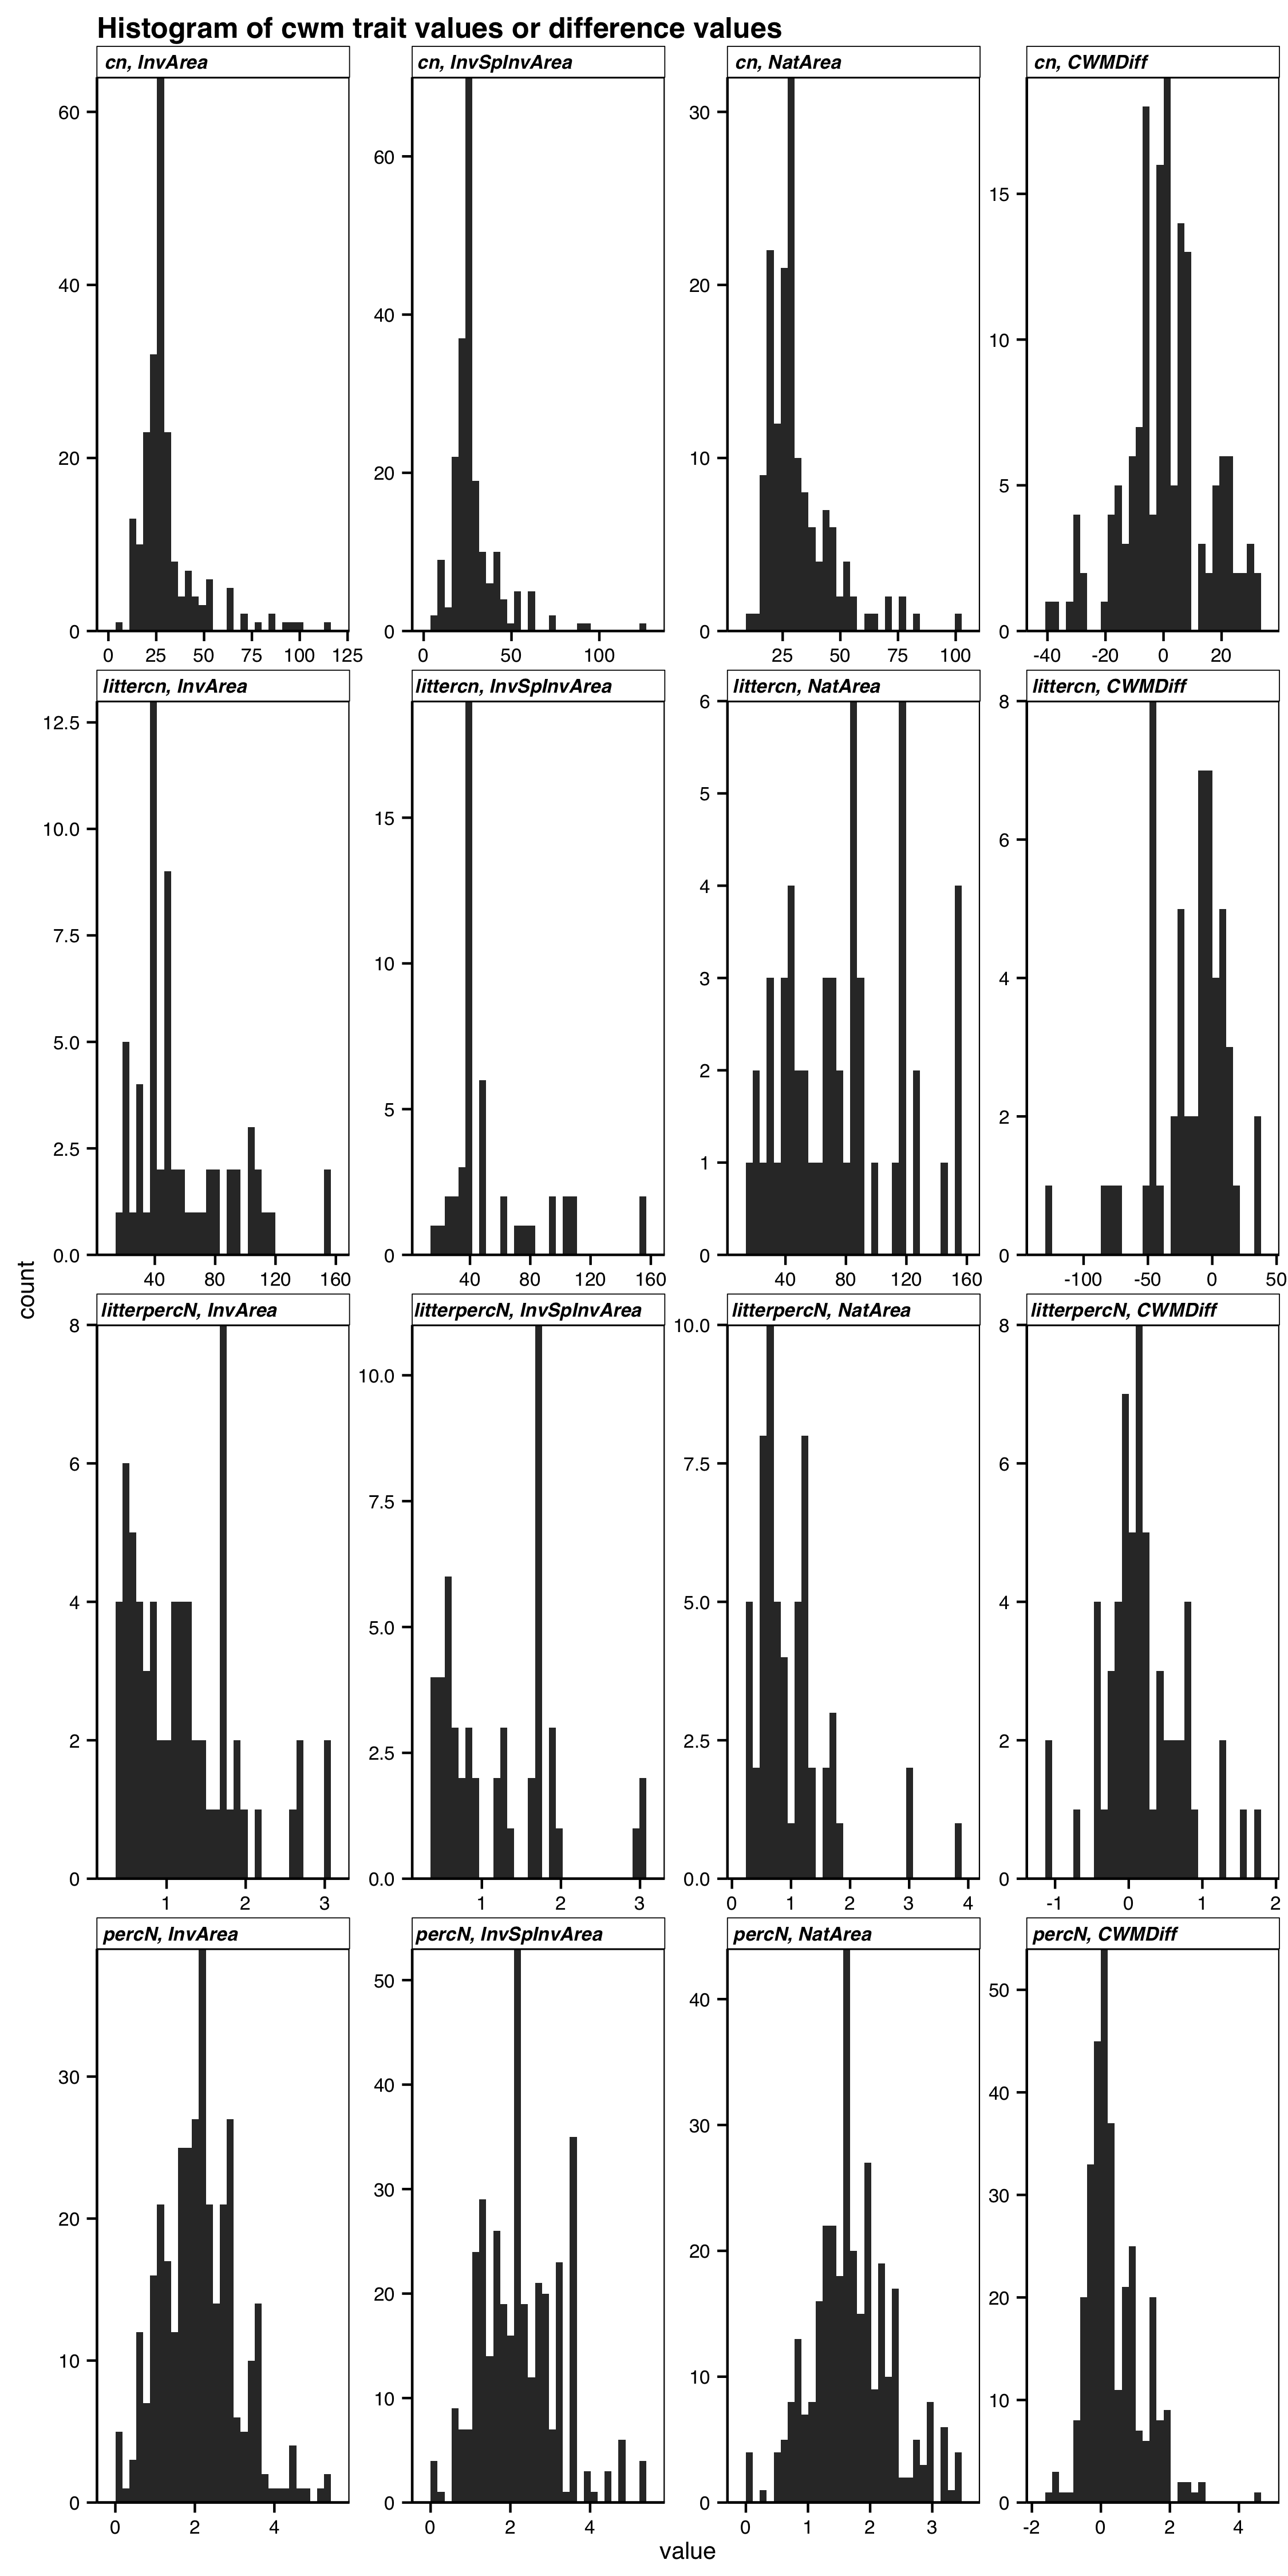 Histogram of cwm trait values or difference values
cn, InvArea
cn, InvSpInvArea
cn, NatArea
cn, CWMDiff
60
40
20
0
60
40
20
0
30
20
10
0
15
10
5
0
0 25 50 75 100 125
0 50 100
25 50 75 100
-40 -20 0 20
littercn, InvArea
littercn, InvSpInvArea
littercn, NatArea
littercn, CWMDiff
12.5
10.0
7.5
5.0
2.5
0.0
15
10
5
0
6
5
4
3
2
1
0
8
6
4
2
0
40 80 120 160
40 80 120 160
40 80 120 160
-100 -50 0 50
count
litterpercN, InvArea
litterpercN, InvSpInvArea
litterpercN, NatArea
litterpercN, CWMDiff
8
6
4
2
0
10.0
7.5
5.0
2.5
0.0
10.0
7.5
5.0
2.5
0.0
8
6
4
2
0
1 2 3
1 2 3
0 1 2 3 4
-1 0 1 2
percN, InvArea
percN, InvSpInvArea
percN, NatArea
percN, CWMDiff
30
20
10
0
50
40
30
20
10
0
40
30
20
10
0
50
40
30
20
10
0
0 2 4
0 2 4
0 1 2 3
-2 0 2 4
value